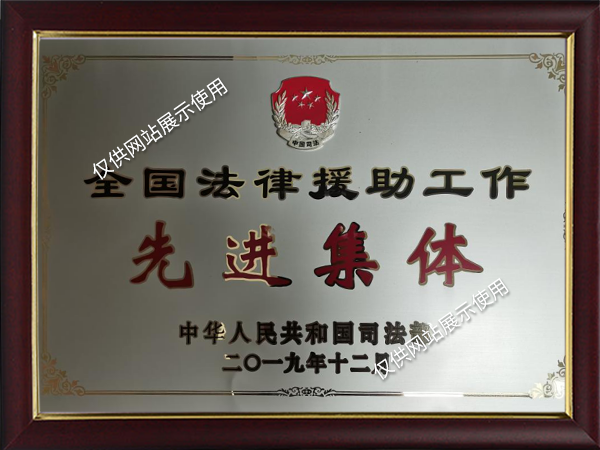 中国司法
仅供网站展示使用
全国法律援助工作
先进集体
中华人民共和国司法部
二〇一九年十二月
仅供网站展示使用